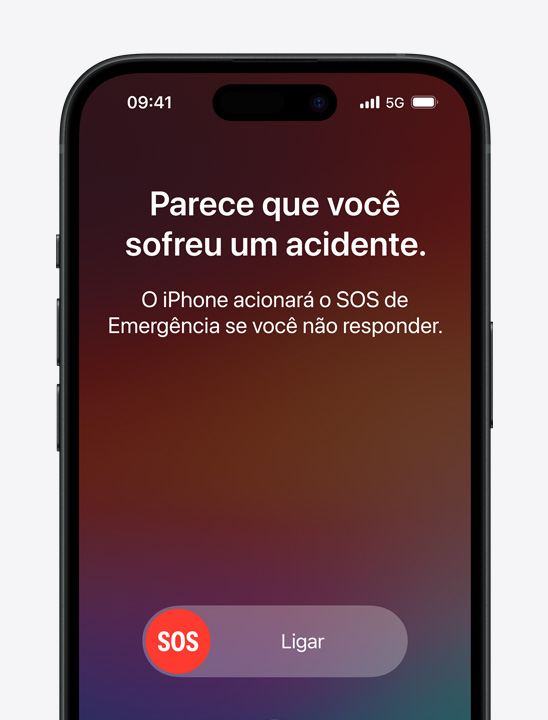 09:41 5G
Parece que você
sofreu um acidente.
O iPhone acionará o SOS de
Emergência se você não responder.
SOS Ligar